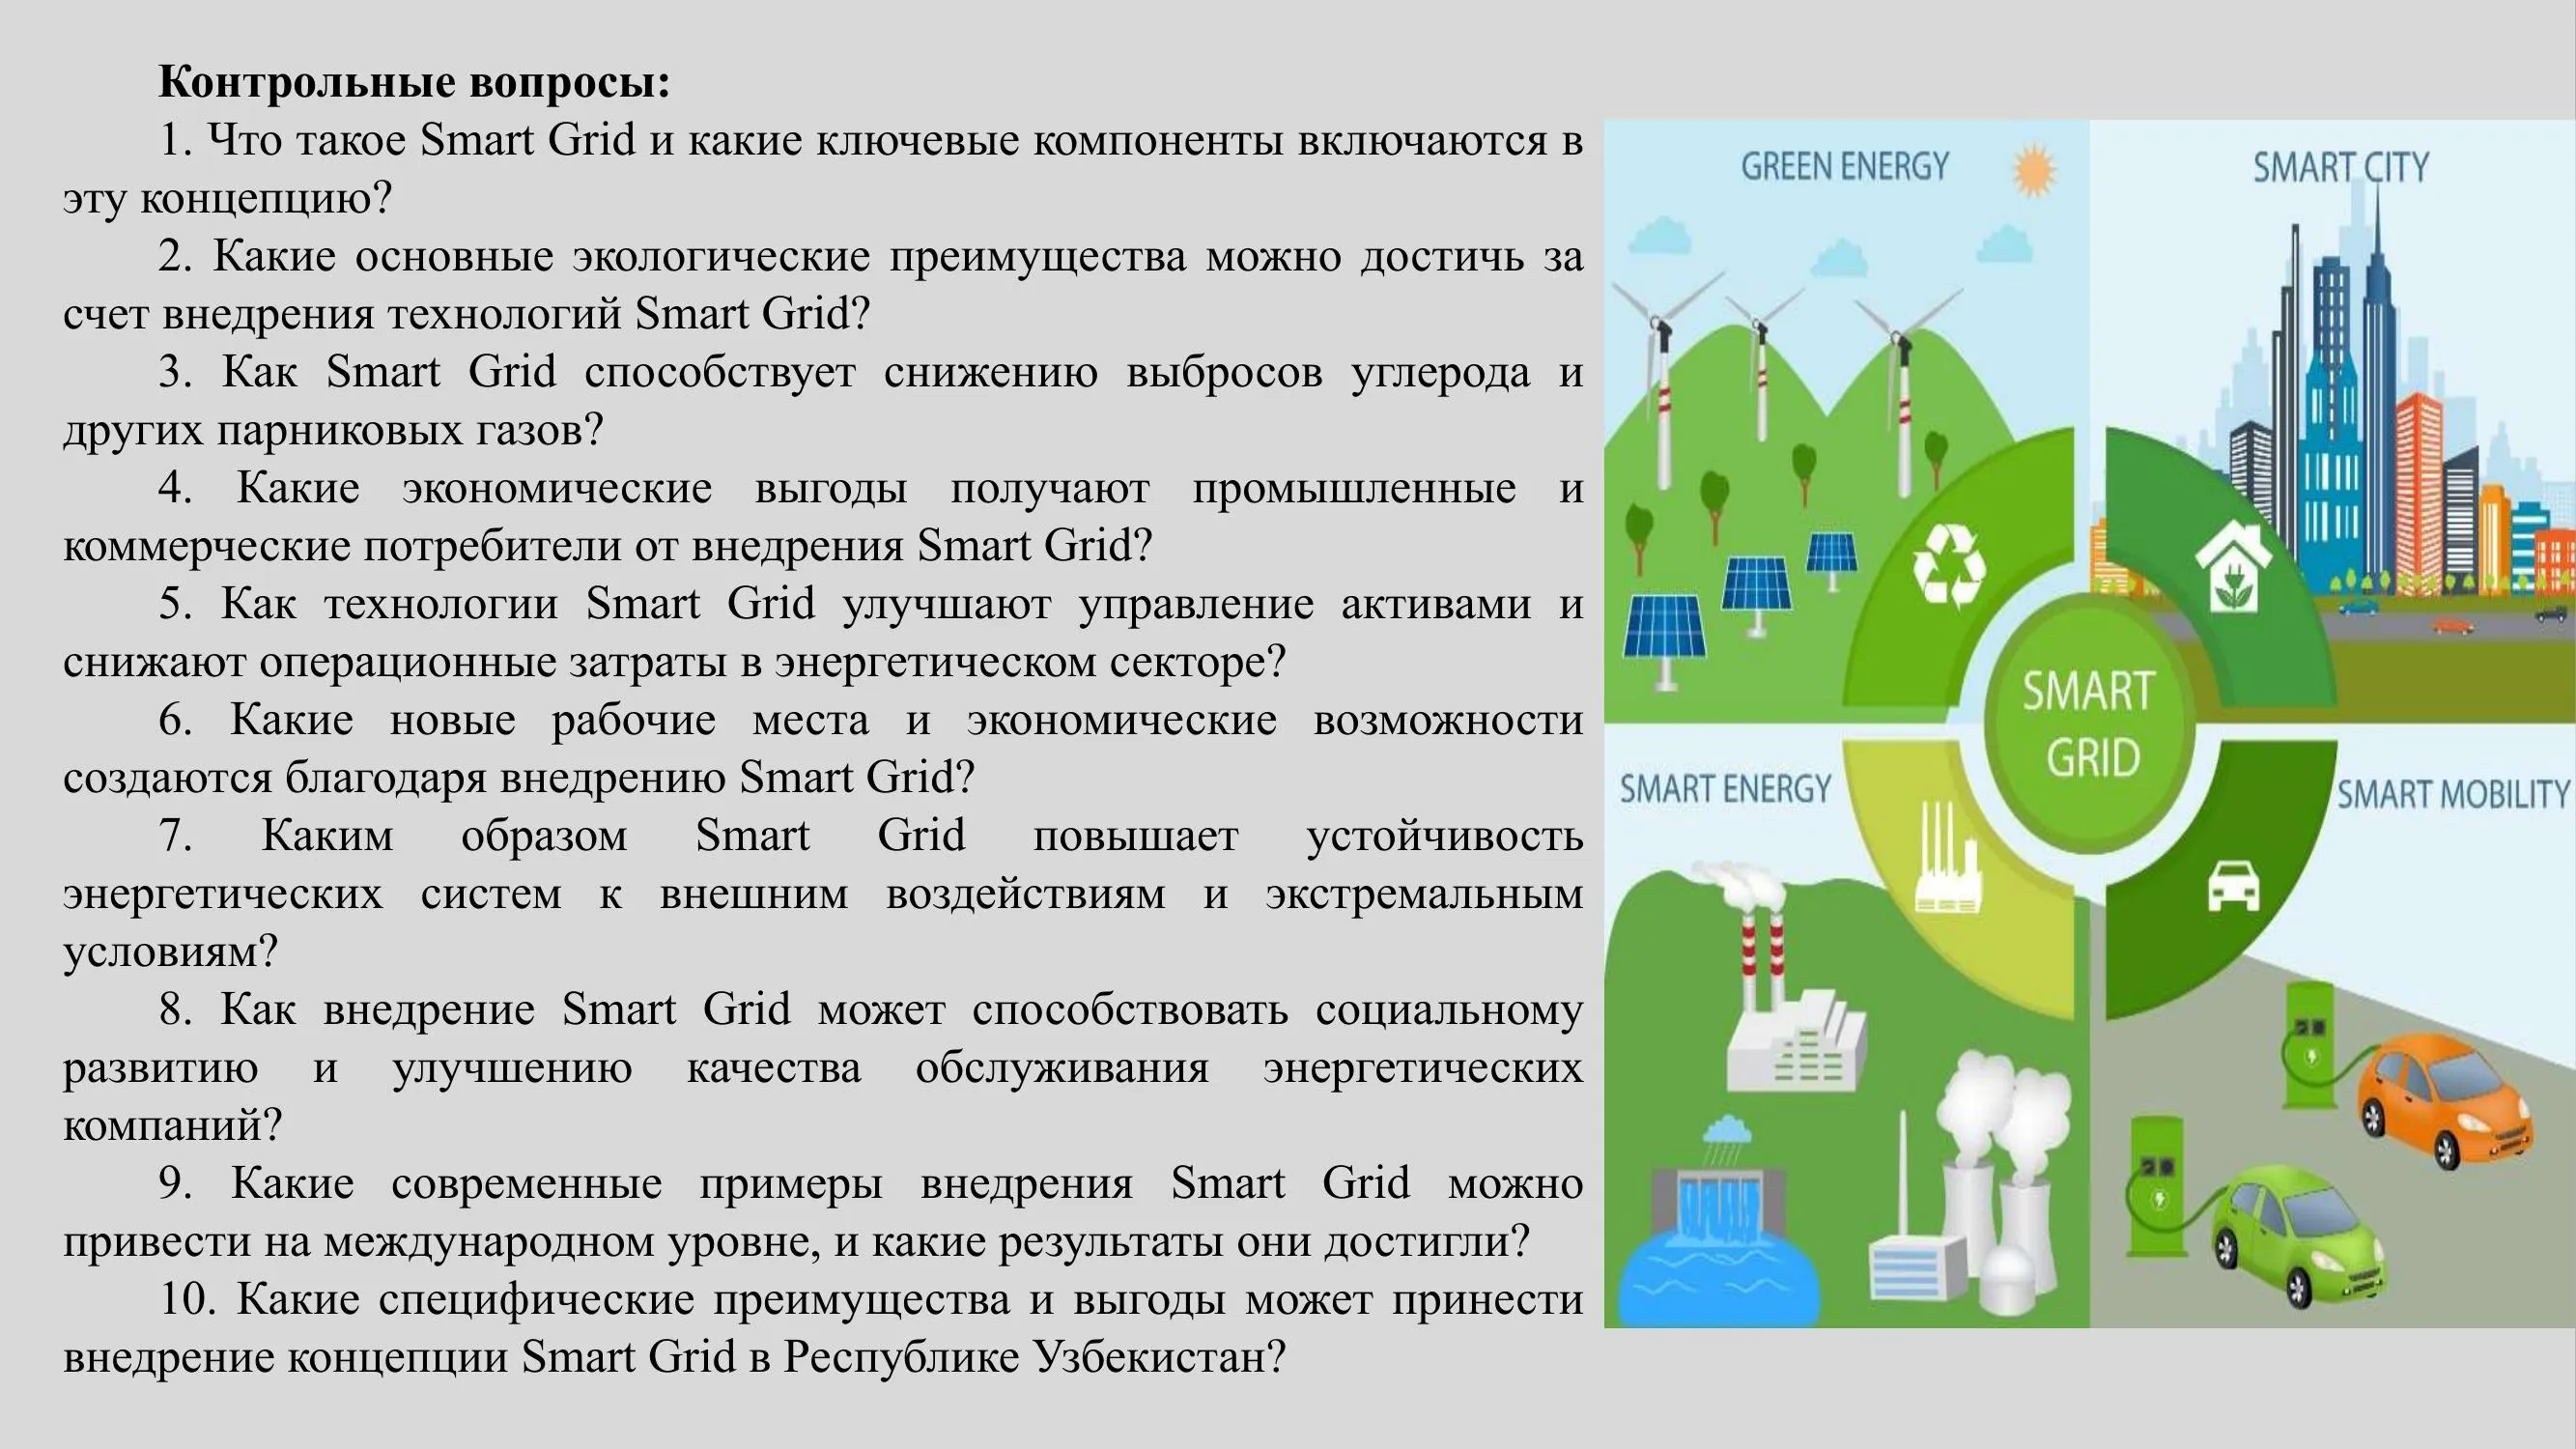 Контрольные вопросы:
1. Что такое Smart Grid и какие ключевые компоненты включаются в
эту концепцию?
2. Какие основные экологические преимущества можно достичь за
счет внедрения технологий Smart Grid?
3. Как Smart Grid способствует снижению выбросов углерода и
других парниковых газов?
4. Какие экономические выгоды получают промышленные и
коммерческие потребители от внедрения Smart Grid?
5. Как технологии Smart Grid улучшают управление активами и
снижают операционные затраты в энергетическом секторе?
6. Какие новые рабочие места и экономические возможности
создаются благодаря внедрению Smart Grid?
7. Каким образом Smart Grid повышает устойчивость
энергетических систем к внешним воздействиям и экстремальным
условиям?
8. Как внедрение Smart Grid может способствовать социальному
развитию и улучшению качества обслуживания энергетических
компаний?
9. Какие современные примеры внедрения Smart Grid можно
привести на международном уровне, и какие результаты они достигли?
10. Какие специфические преимущества и выгоды может принести
внедрение концепции Smart Grid в Республике Узбекистан?
GREEN ENERGY
SMART CITY
SMART
GRID
SMART ENERGY
SMART MOBILITY